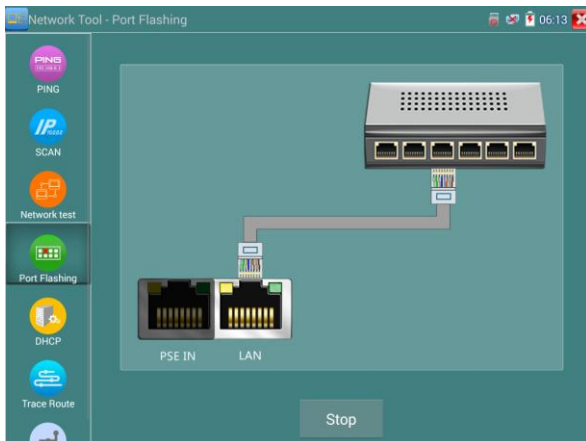 Network Tool - Port Flashing
06:13
PING
PING
SCAN
IP
Network test
Port Flashing
DHCP
Trace Route
PSE IN
LAN
Stop